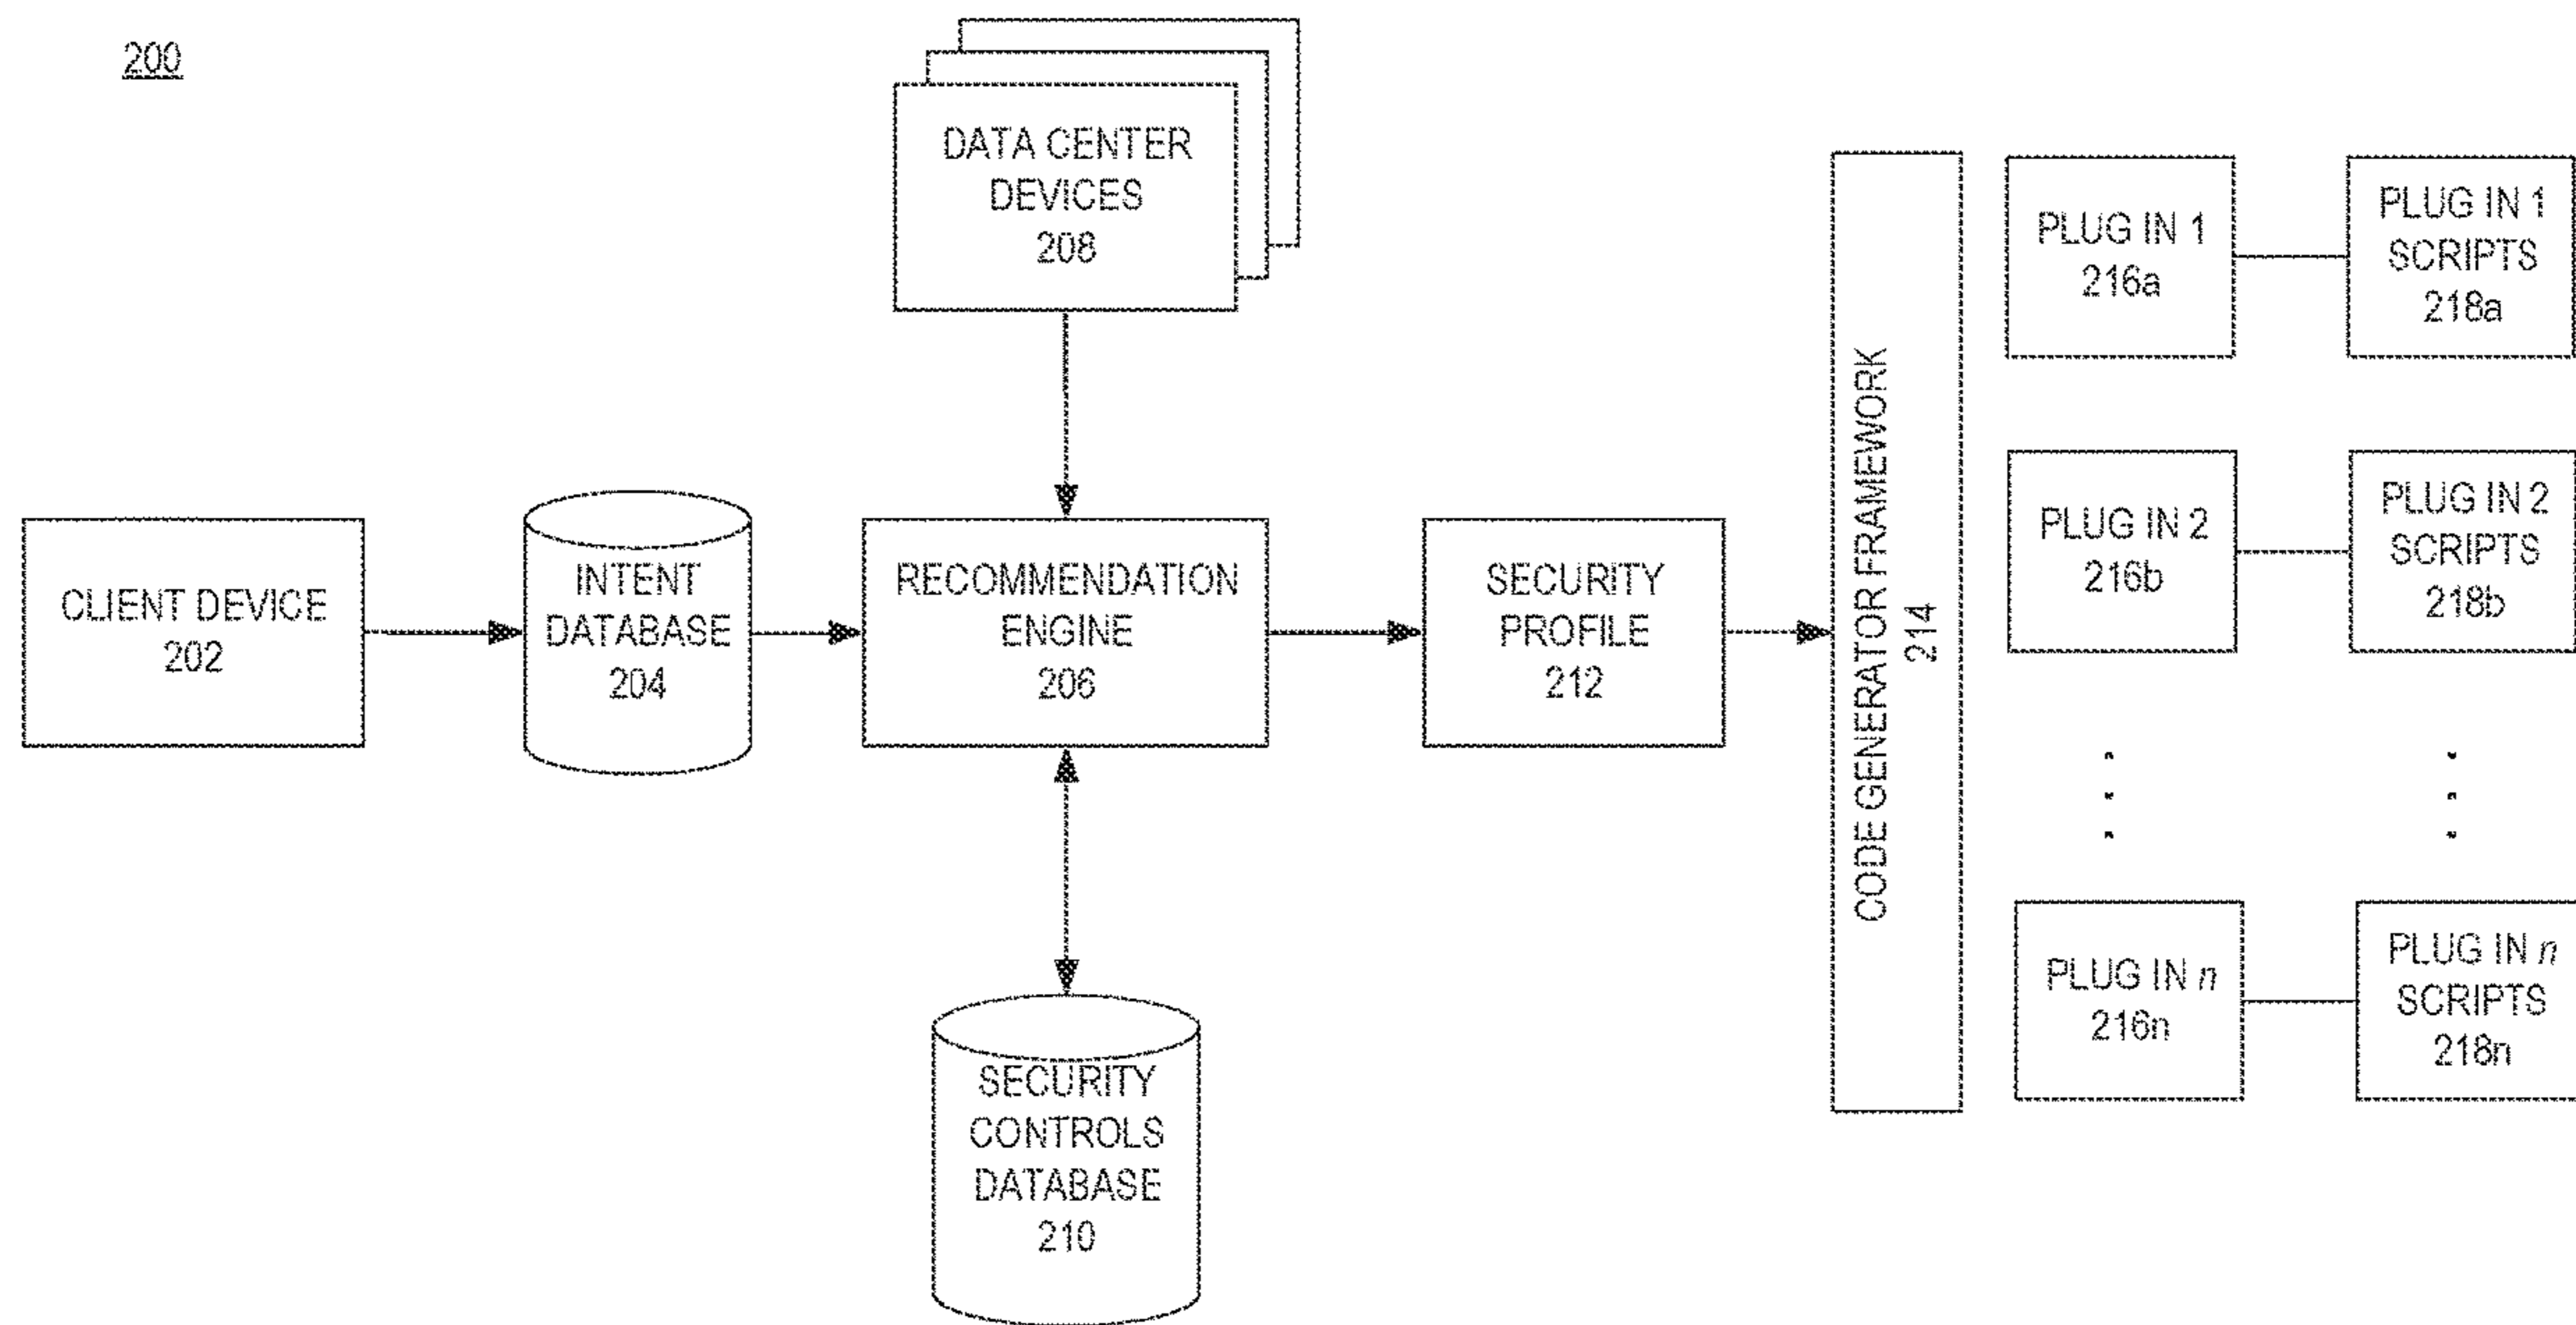 200
DATA CENTER
DEVICES
208
CLIENT DEVICE
202
INTENT
DATABASE
204
RECOMMENDATION
ENGINE
206
SECURITY
PROFILE
212
SECURITY
CONTROLS
DATABASE
210
CODE GENERATOR FFRAMEWORK
214
PLUG IN 1
216a
PLUG IN 1
SCRIPTS
218a
PLUG IN 2
216b
PLUG IN 2
SCRIPTS
218b
PLUG IN n
216n
PLUG IN n
SCRIPTS
218n